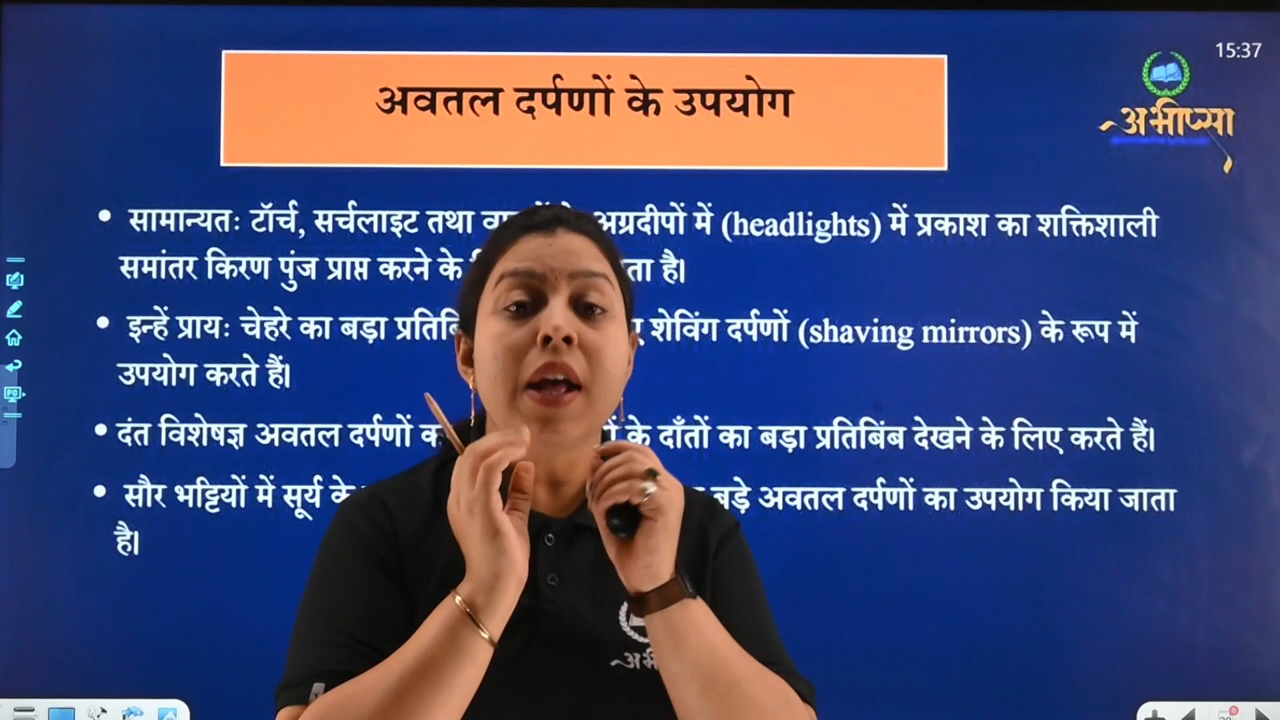 15:37
अभीप्सा
अवतल दर्पणों के उपयोग
• सामान्यतः टॉर्च, सर्चलाइट तथा अग्रदीपों में (headlights) में प्रकाश का शक्तिशाली
समांतर किरण पुंज प्राप्त करने के है।
• इन्हें प्रायः चेहरे का बड़ा शेविंग दर्पणों (shaving mirrors) के रूप में
उपयोग करते हैं।
• दंत विशेषज्ञ अवतल दर्पणों के दाँतों का बड़ा प्रतिबिंब देखने के लिए करते हैं।
• सौर भट्टियों में सूर्य के बड़े अवतल दर्पणों का उपयोग किया जाता
है।